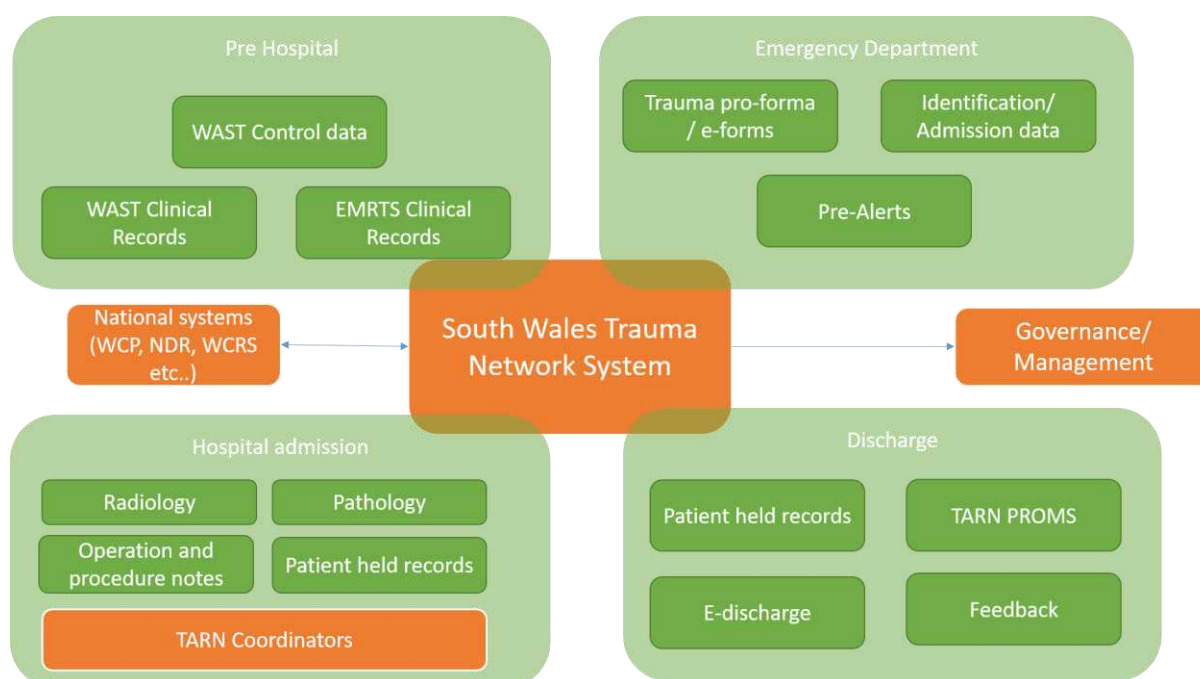 Pre Hospital
WAST Control data
WAST Clinical
Records
EMRTS Clinical
Records
Emergency Department
Trauma pro-forma
/ e-forms
Identification/
Admission data
Pre-Alerts
National systems
(WCP, NDR, WCRS
etc..)
South Wales Trauma
Network System
Governance/
Management
Hospital admission
Radiology
Pathology
Operation and
procedure notes
Patient held records
TARN Coordinators
Discharge
Patient held records
TARN PROMS
E-discharge
Feedback